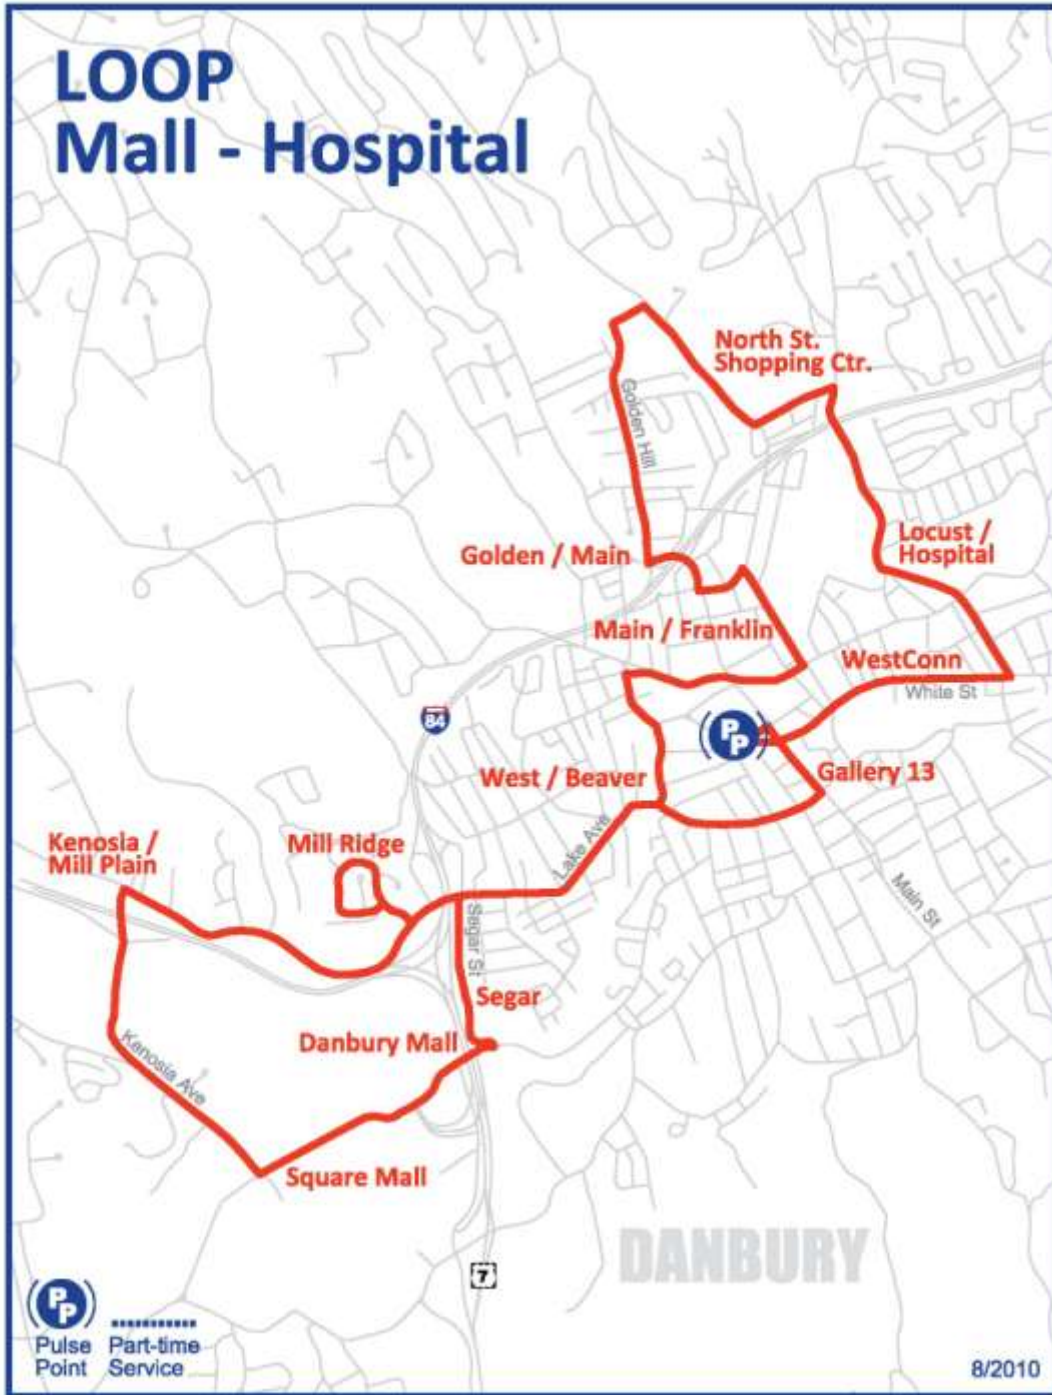 LOOP
Mall - Hospital
North St.
Shopping Ctr.
Golden Hill
Golden / Main
Locust /
Hospital
Main / Franklin
WestConn
White St
84
PP
West / Beaver
Gallery 13
Kenosia /
Mill Plain
Mill Ridge
Lake Ave
Main St
Segar St
Segar
Danbury Mall
Kenosia Ave
Square Mall
DANBURY
7
PP
Pulse
Point
Part-time
Service
8/2010